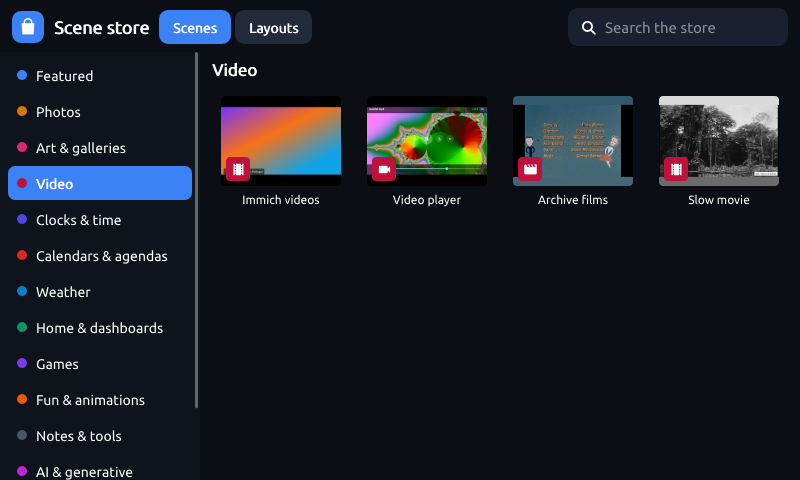 Scene store
Scenes
Layouts
Search the store
Featured
Photos
Art & galleries
Video
Clocks & time
Calendars & agendas
Weather
Home & dashboards
Games
Fun & animations
Notes & tools
AI & generative
Video
Immich videos
Video player
Archive films
Slow movie